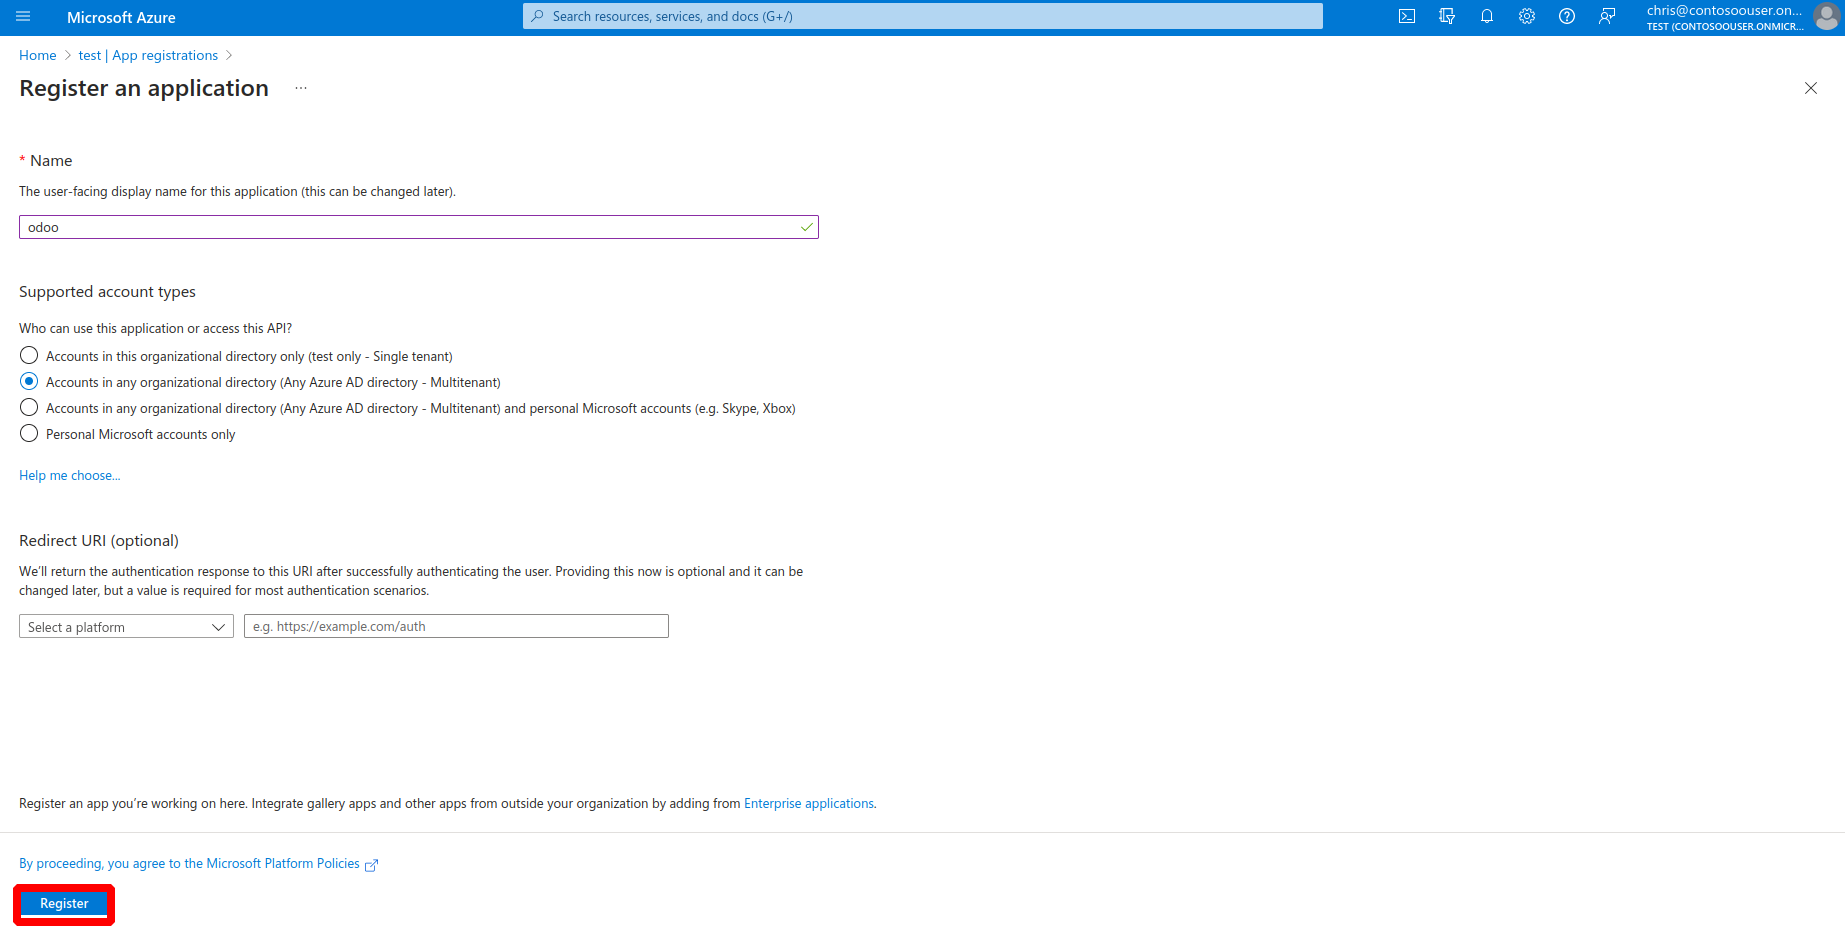 Microsoft Azure
Search resources, services, and docs (G+/)
chris@contosoouser.on...
TEST (CONTOSOOUSER.ONMICR...
Home > test | App registrations >
Register an application ...
* Name
The user-facing display name for this application (this can be changed later).
odoo
Supported account types
Who can use this application or access this API?
Accounts in this organizational directory only (test only - Single tenant)
Accounts in any organizational directory (Any Azure AD directory - Multitenant)
Accounts in any organizational directory (Any Azure AD directory - Multitenant) and personal Microsoft accounts (e.g. Skype, Xbox)
Personal Microsoft accounts only
Help me choose...
Redirect URI (optional)
We'll return the authentication response to this URI after successfully authenticating the user. Providing this now is optional and it can be
changed later, but a value is required for most authentication scenarios.
Select a platform
e.g. https://example.com/auth
Register an app you're working on here. Integrate gallery apps and other apps from outside your organization by adding from Enterprise applications.
By proceeding, you agree to the Microsoft Platform Policies
Register